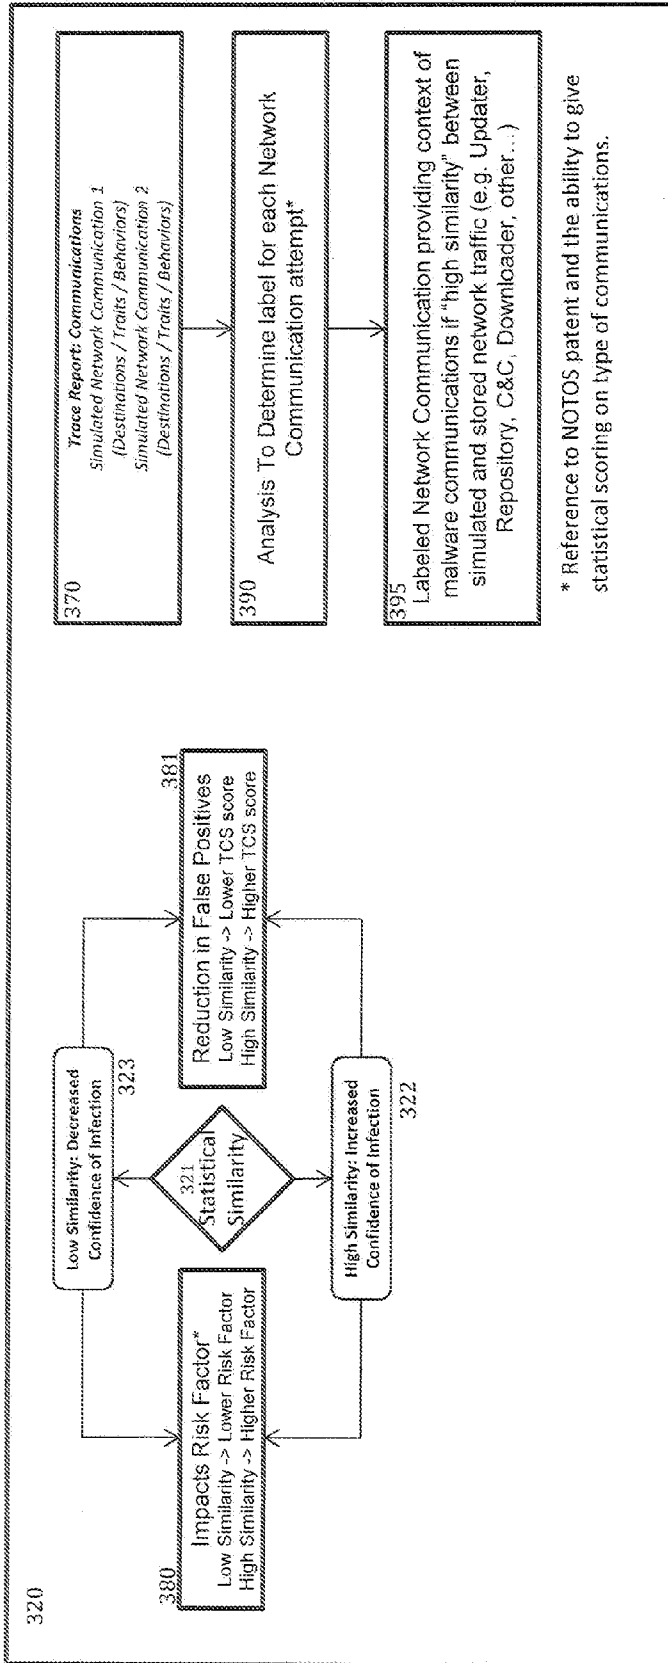 320
Low Similarity: Decreased
Confidence of Infection
323
380
Impacts Risk Factor*
Low Similarity -> Lower Risk Factor
High Similarity -> Higher Risk Factor
321
Statistical
Similarity
381
Reduction in False Positives
Low Similarity -> Lower TCS score
High Similarity -> Higher TCS score
High Similarity: Increased
Confidence of Infection
322
370
Trace Report: Communications
Simulated Network Communication 1
(Destinations / Traits / Behaviors)
Simulated Network Communication 2
(Destinations / Traits / Behaviors)
390
Analysis To Determine label for each Network
Communication attempt*
395
Labeled Network Communication providing context of
malware communications if "high similarity" between
simulated and stored network traffic (e.g. Updater,
Repository, C&C, Downloader, other...)
* Reference to NOTOS patent and the ability to give
statistical scoring on type of communications.